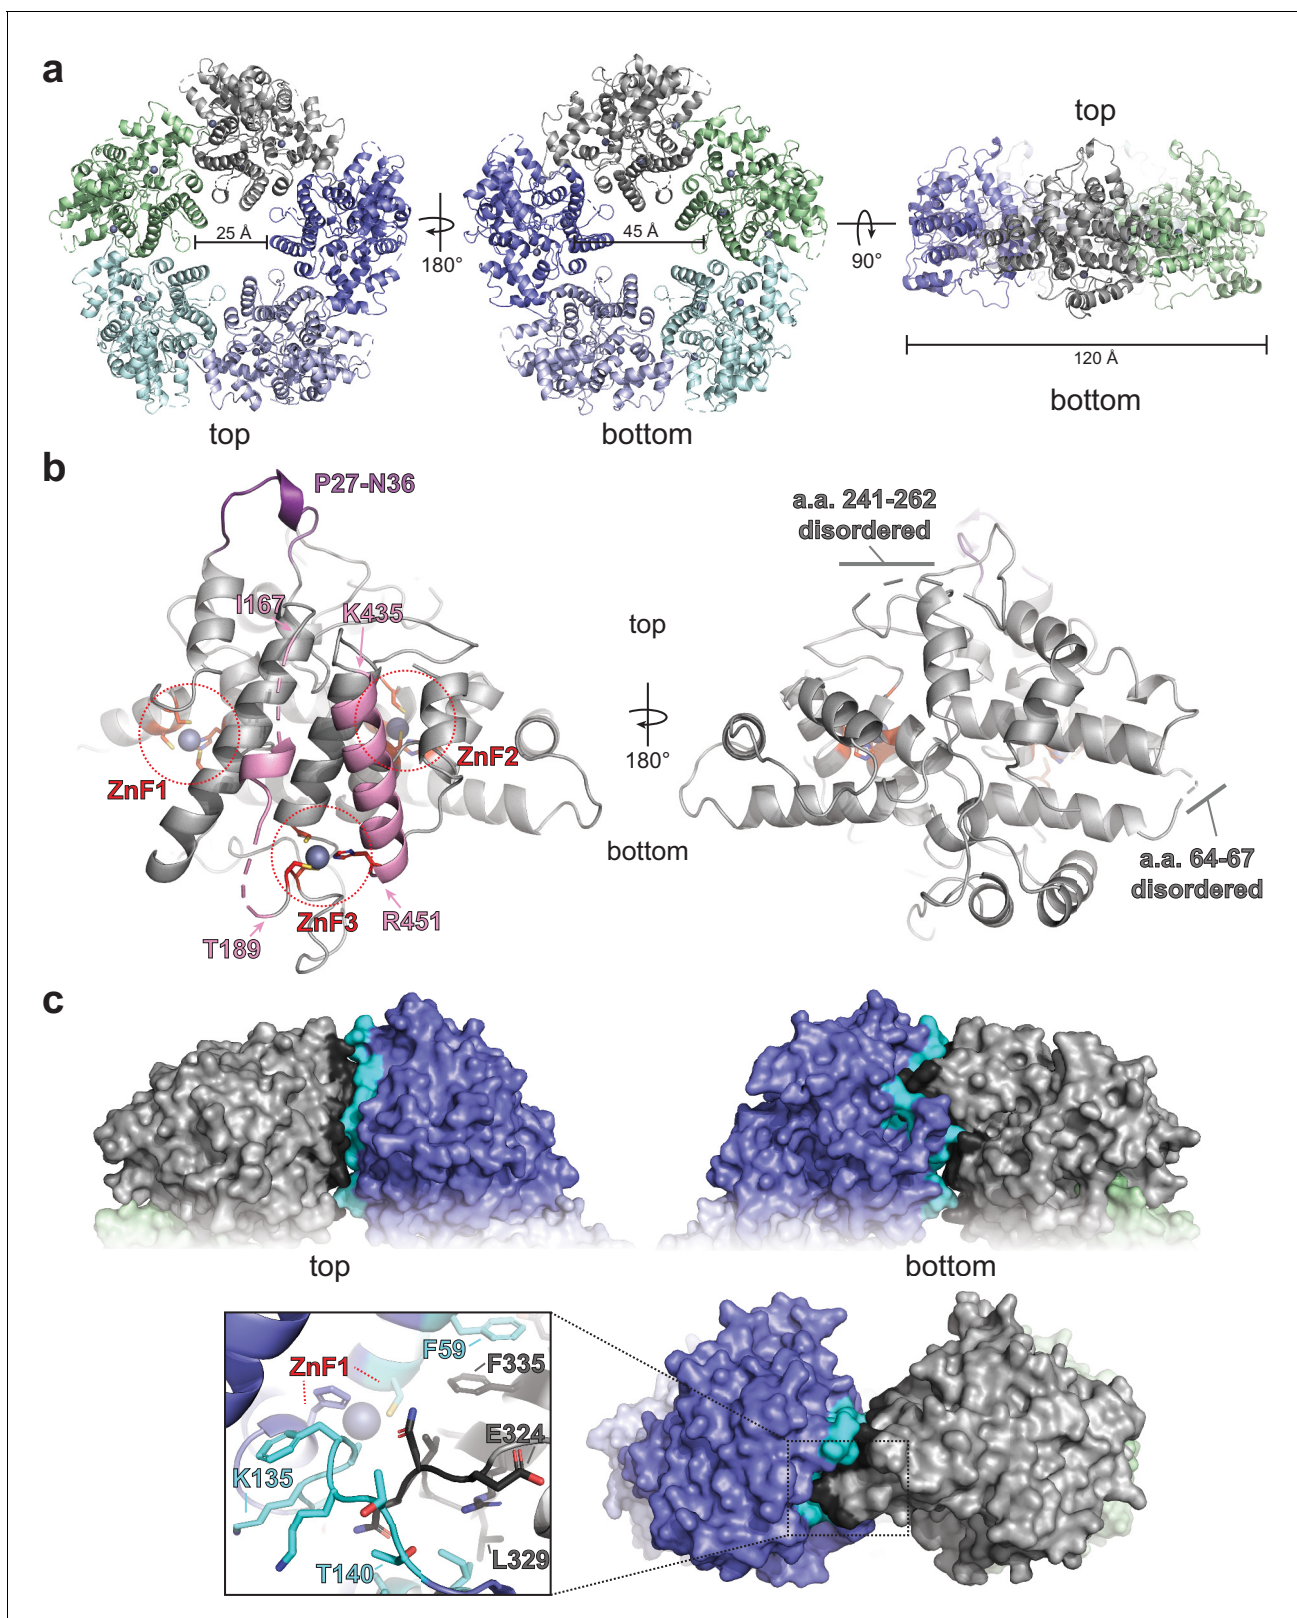 a
top
25 Å
180°
45 Å
90°
120 Å
top
bottom
bottom
b
P27-N36
I167
K435
ZnF1
ZnF2
ZnF3
T189
R451
top
180°
bottom
a.a. 241-262
disordered
a.a. 64-67
disordered
c
top
bottom
ZnF1
F59
F335
E324
K135
T140
L329